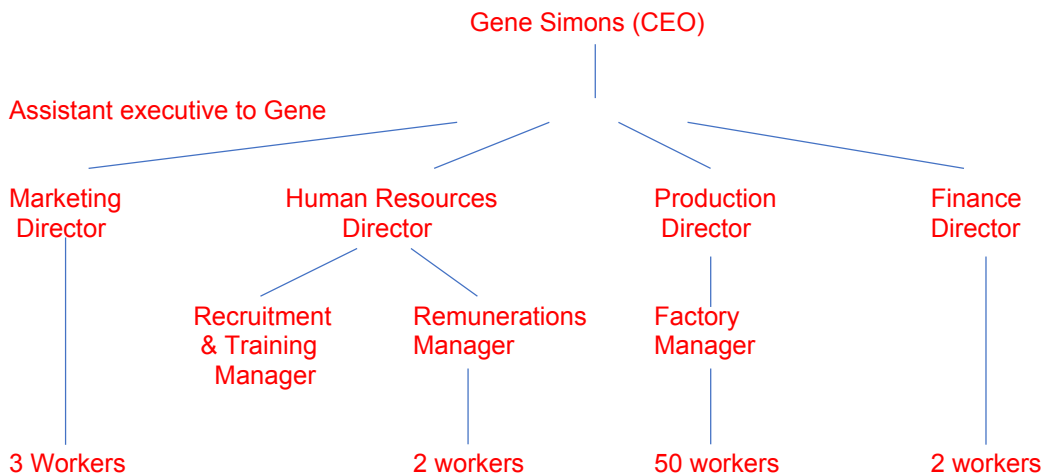 Gene Simons (CEO)
Assistant executive to Gene
Marketing
Director
Human Resources
Director
Production
Director
Finance
Director
Recruitment
& Training
Manager
Remunerations
Manager
Factory
Manager
3 Workers
2 workers
50 workers
2 workers